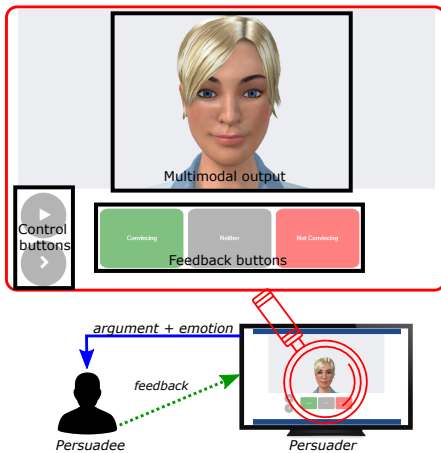 Multimodal output
Control
buttons
Convincing
Neither
Not Convincing
Feedback buttons
argument + emotion
feedback
Persuadee
Persuader